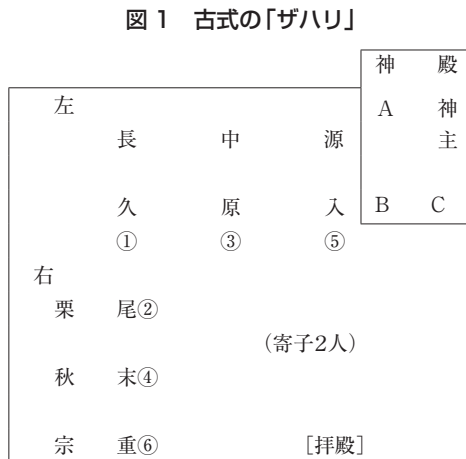 図 1　古式の「ザハリ」
神　殿
A　神主
B　C
左
長久①
中原③
源入⑤
右
栗　尾②
(寄子2人)
秋　末④
宗　重⑥
[拝殿]